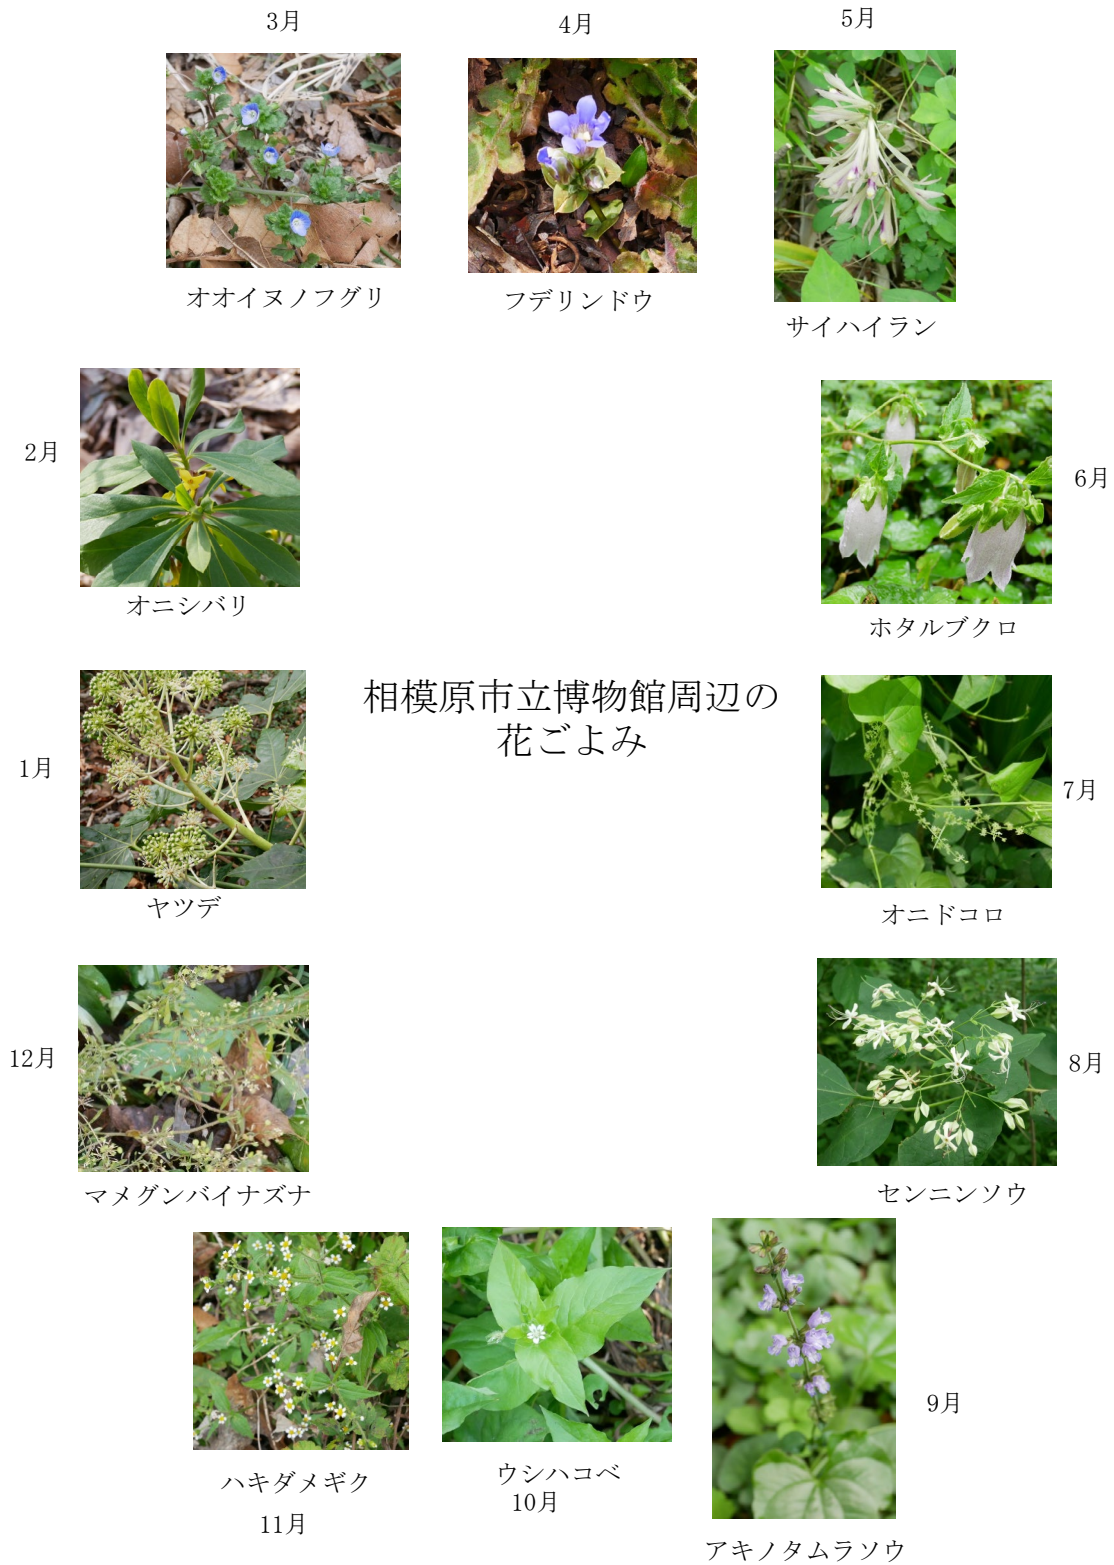 3月
4月
5月
オオイヌノフグリ
フデリンドウ
サイハイラン
2月
6月
オニシバリ
ホタルブクロ
相模原市立博物館周辺の
花ごよみ
1月
7月
ヤツデ
オニドコロ
12月
8月
マメグンバイナズナ
センニンソウ
9月
ハキダメギク
ウシハコベ
10月
11月
アキノタムラソウ